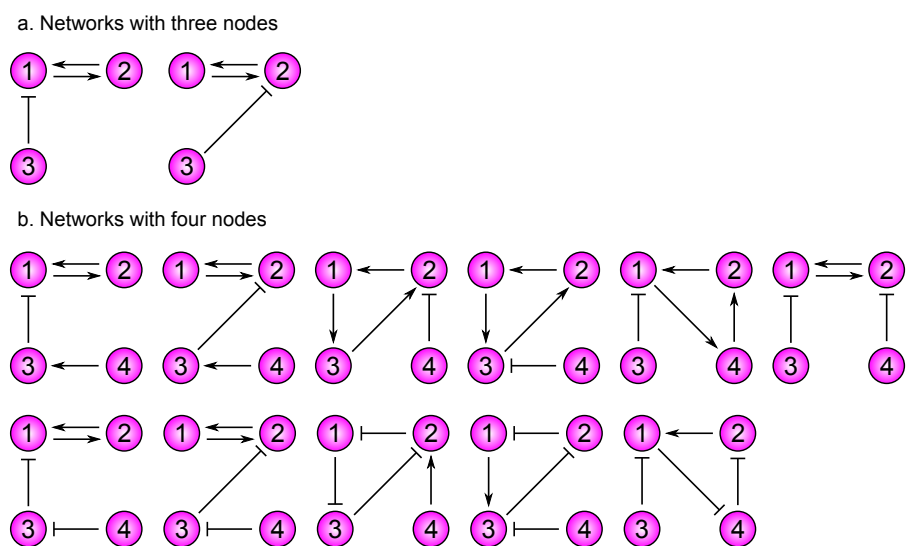 a. Networks with three nodes
1 2 1 2
3 3
b. Networks with four nodes
1 2 1 2 1 2 1 2 1 2 1 2
3 4 3 4 3 4 3 4 3 4 3 4
1 2 1 2 1 2 1 2 1 2
3 4 3 4 3 4 3 4 3 4